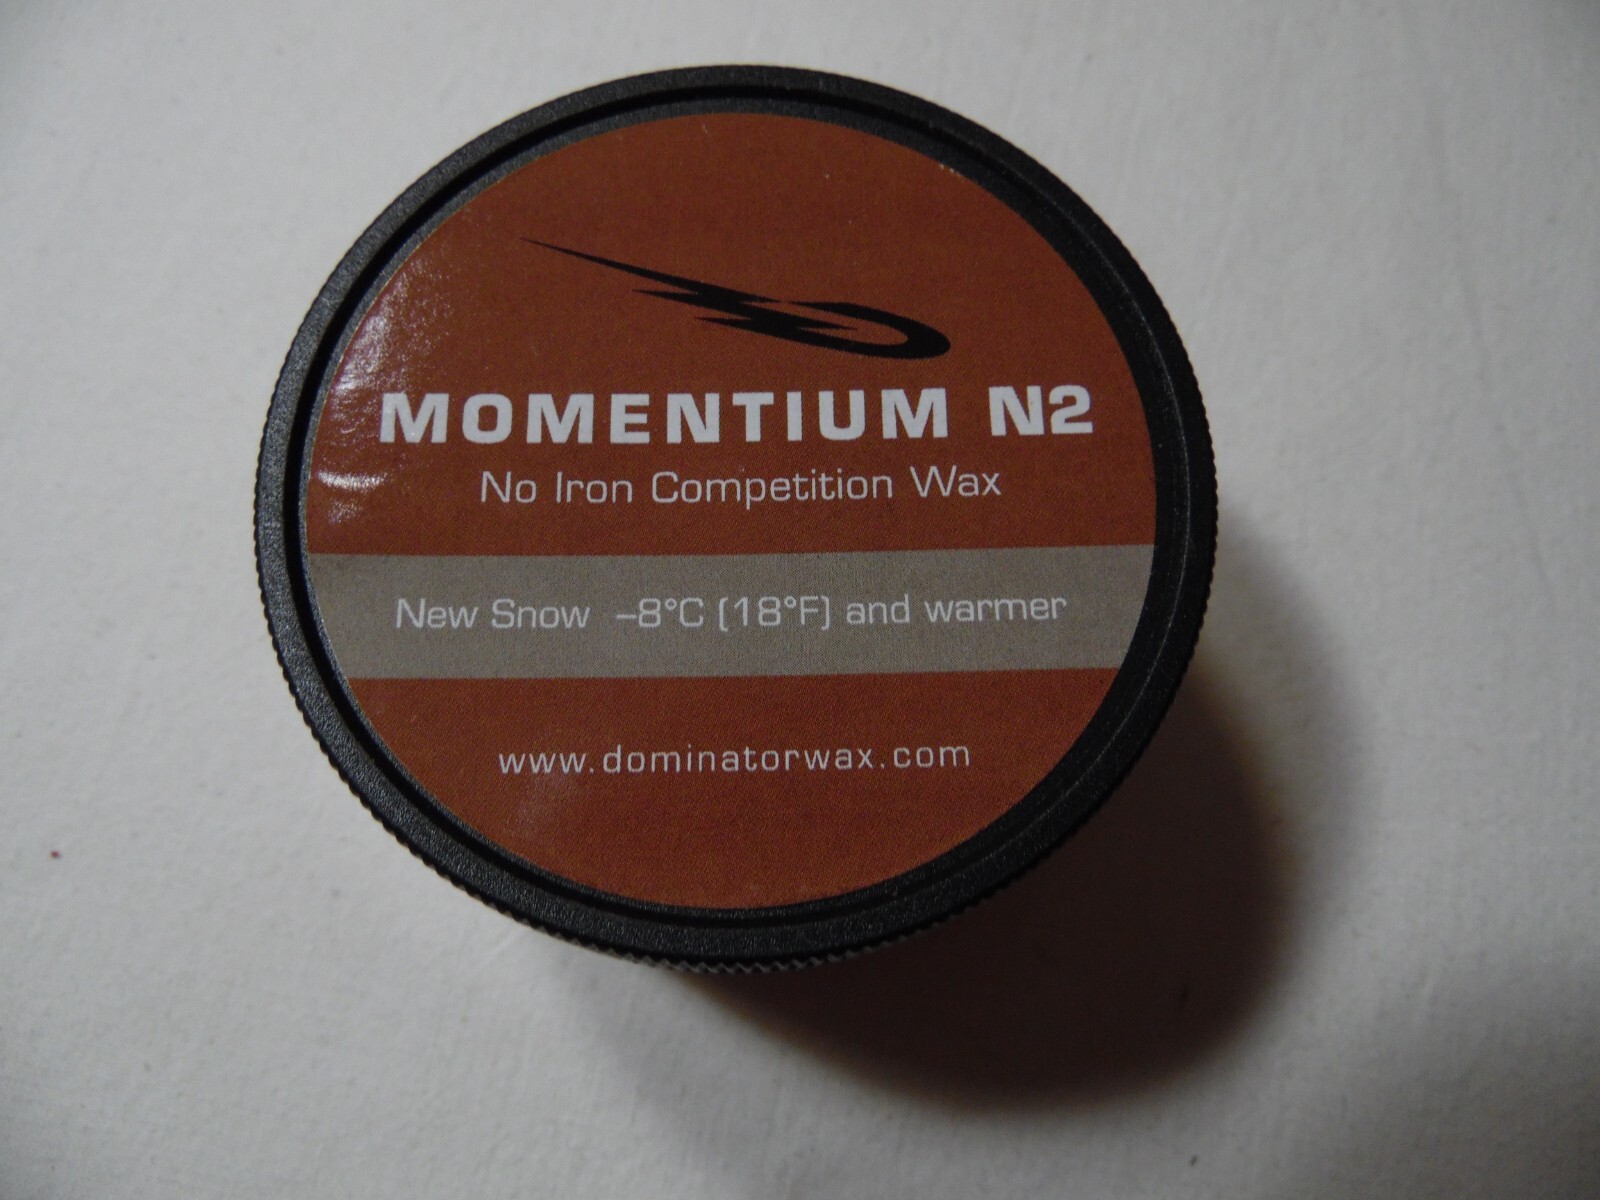 MOMENTIUM N2
No Iron Competition Wax
New Snow –8°C (18°F) and warmer
www.dominatorwax.com